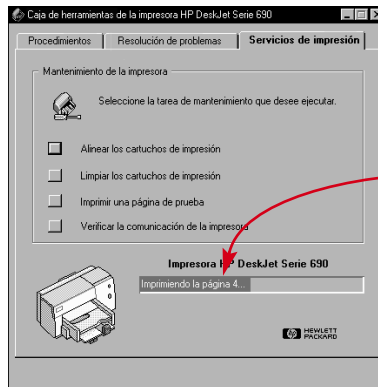 Caja de herramientas de la impresora HP DeskJet Serie 690
Procedimientos Resolución de problemas Servicios de impresión
Mantenimiento de la impresora
Seleccione la tarea de mantenimiento que desee ejecutar.
Alinear los cartuchos de impresión
Limpiar los cartuchos de impresión
Imprimir una página de prueba
Verificar la comunicación de la impresora
Impresora HP DeskJet Serie 690
Imprimiendo la página 4...
hp HEWLETT
PACKARD